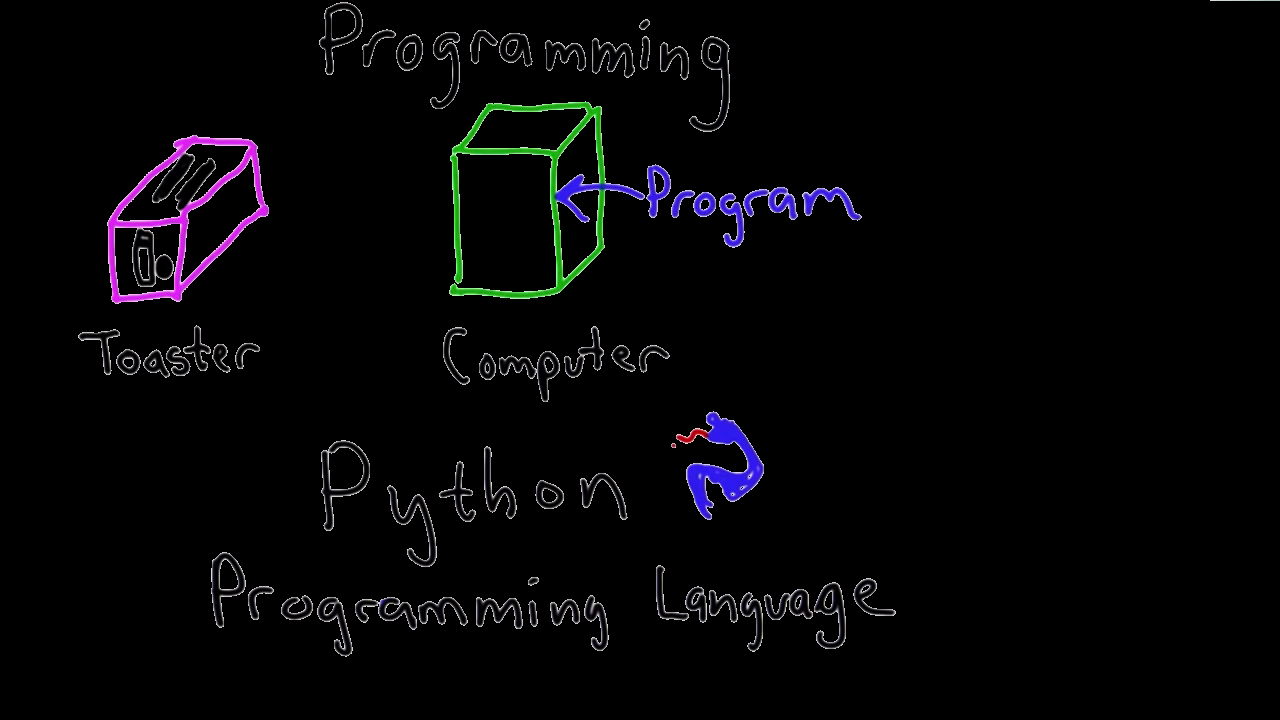 Programming
Program
Toaster
Computer
Python
Programming Language